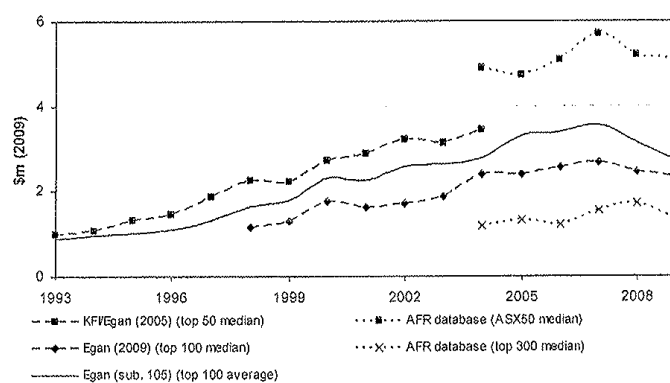 6
4
2
0
$m (2009)
1993 1996 1999 2002 2005 2008
KFI/Egan (2005) (top 50 median)
AFR database (ASX50 median)
Egan (2009) (top 100 median)
AFR database (top 300 median)
Egan (sub. 105) (top 100 average)